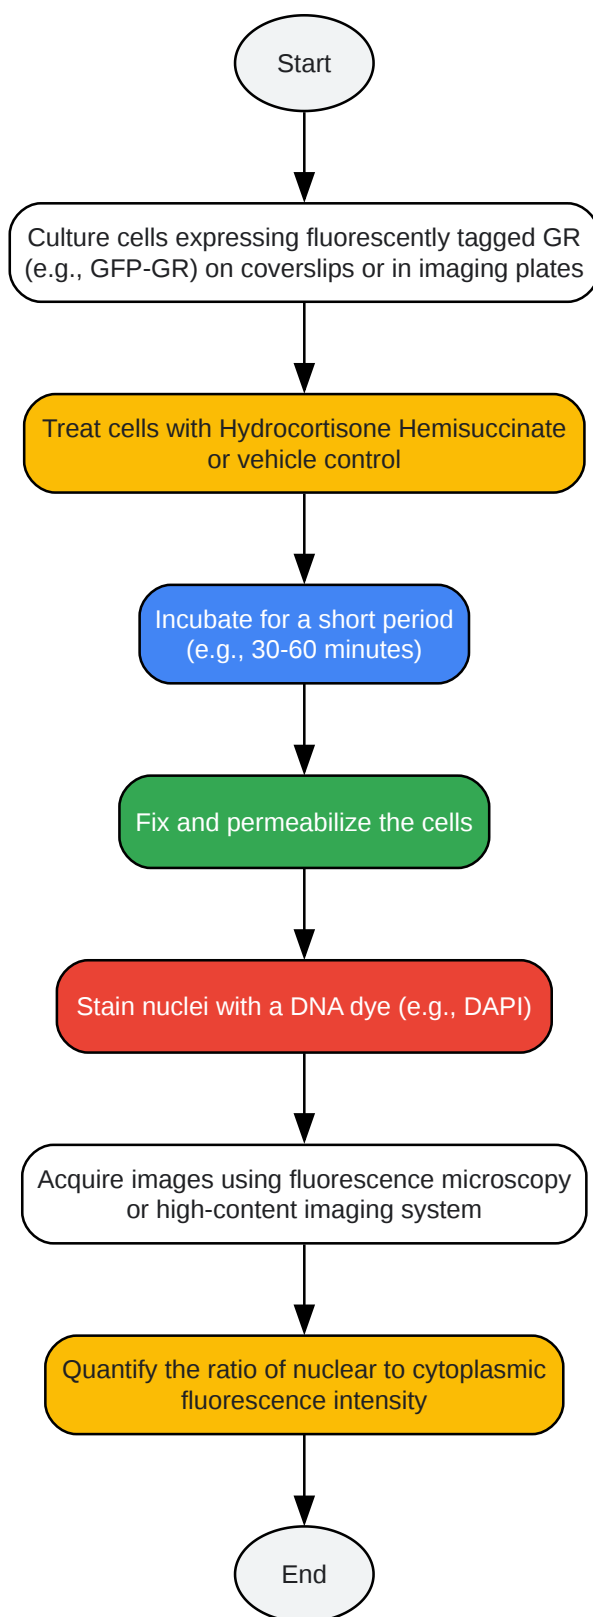 Start
Culture cells expressing fluorescently tagged GR
(e.g., GFP-GR) on coverslips or in imaging plates
Treat cells with Hydrocortisone Hemisuccinate
or vehicle control
Incubate for a short period
(e.g., 30-60 minutes)
Fix and permeabilize the cells
Stain nuclei with a DNA dye (e.g., DAPI)
Acquire images using fluorescence microscopy
or high-content imaging system
Quantify the ratio of nuclear to cytoplasmic
fluorescence intensity
End